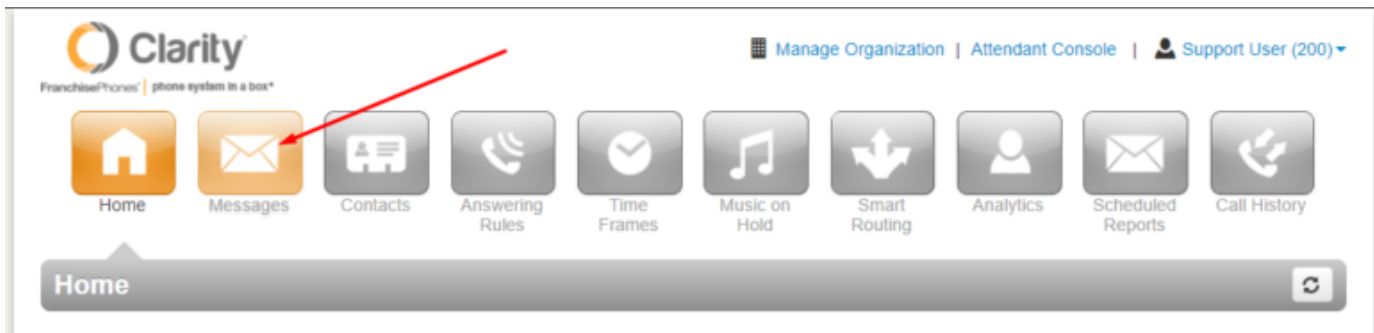 Clarity
FranchisePhones® | phone system in a box®
Manage Organization | Attendant Console | Support User (200)
Home
Messages
Contacts
Answering
Rules
Time
Frames
Music on
Hold
Smart
Routing
Analytics
Scheduled
Reports
Call History
Home